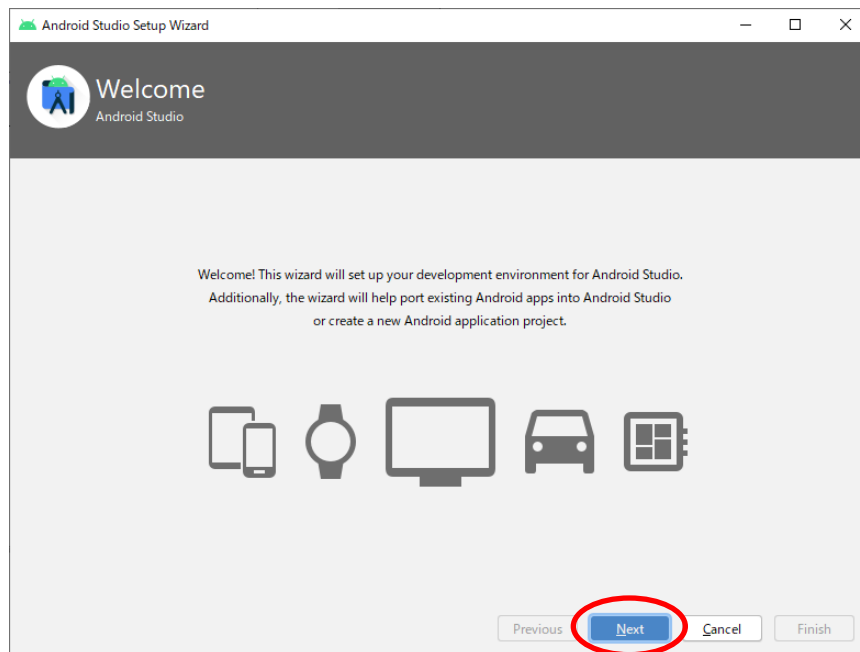 Android Studio Setup Wizard
Welcome
Android Studio
Welcome! This wizard will set up your development environment for Android Studio.
Additionally, the wizard will help port existing Android apps into Android Studio
or create a new Android application project.
Previous Next Cancel Finish